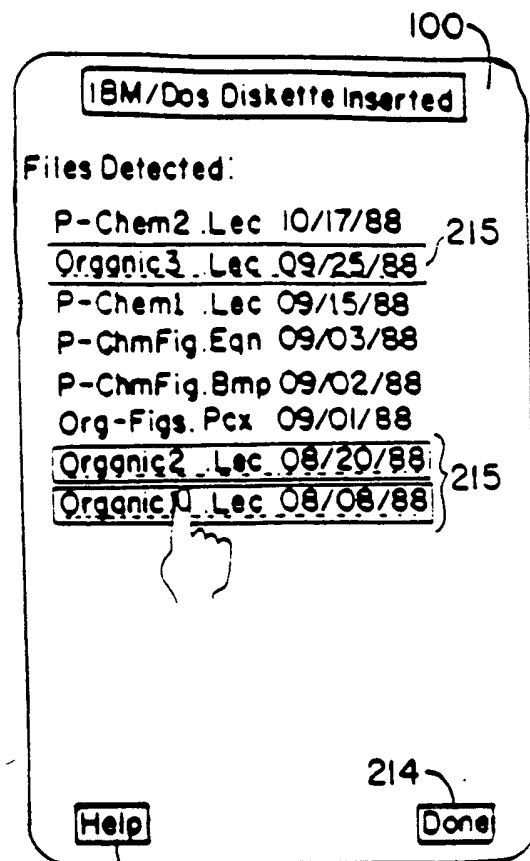 100
IBM/Dos Diskette Inserted
Files Detected:
P-Chem2 .Lec 10/17/88
215
Organic3 .Lec 09/25/88
P-Chem1 .Lec 09/15/88
P-ChmFig.Eqn 09/03/88
P-ChmFig.Bmp 09/02/88
Org-Figs.Pcx 09/01/88
Organic2 .Lec 08/20/88
215
.Lec 08/08/88
214
Help
Done